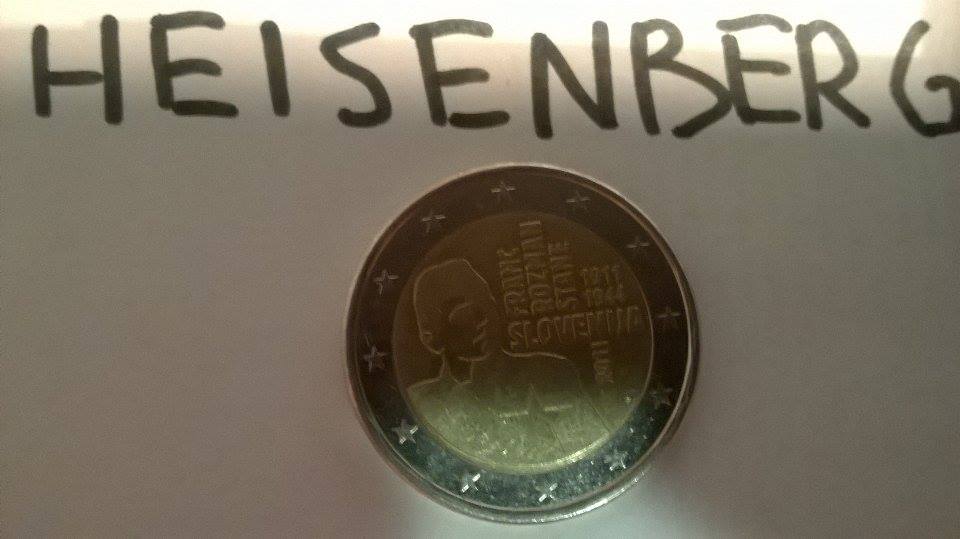 HEISENBERG
FRANC
ROZMAN
STANE
1911
1944
SLOVENIJA
2011